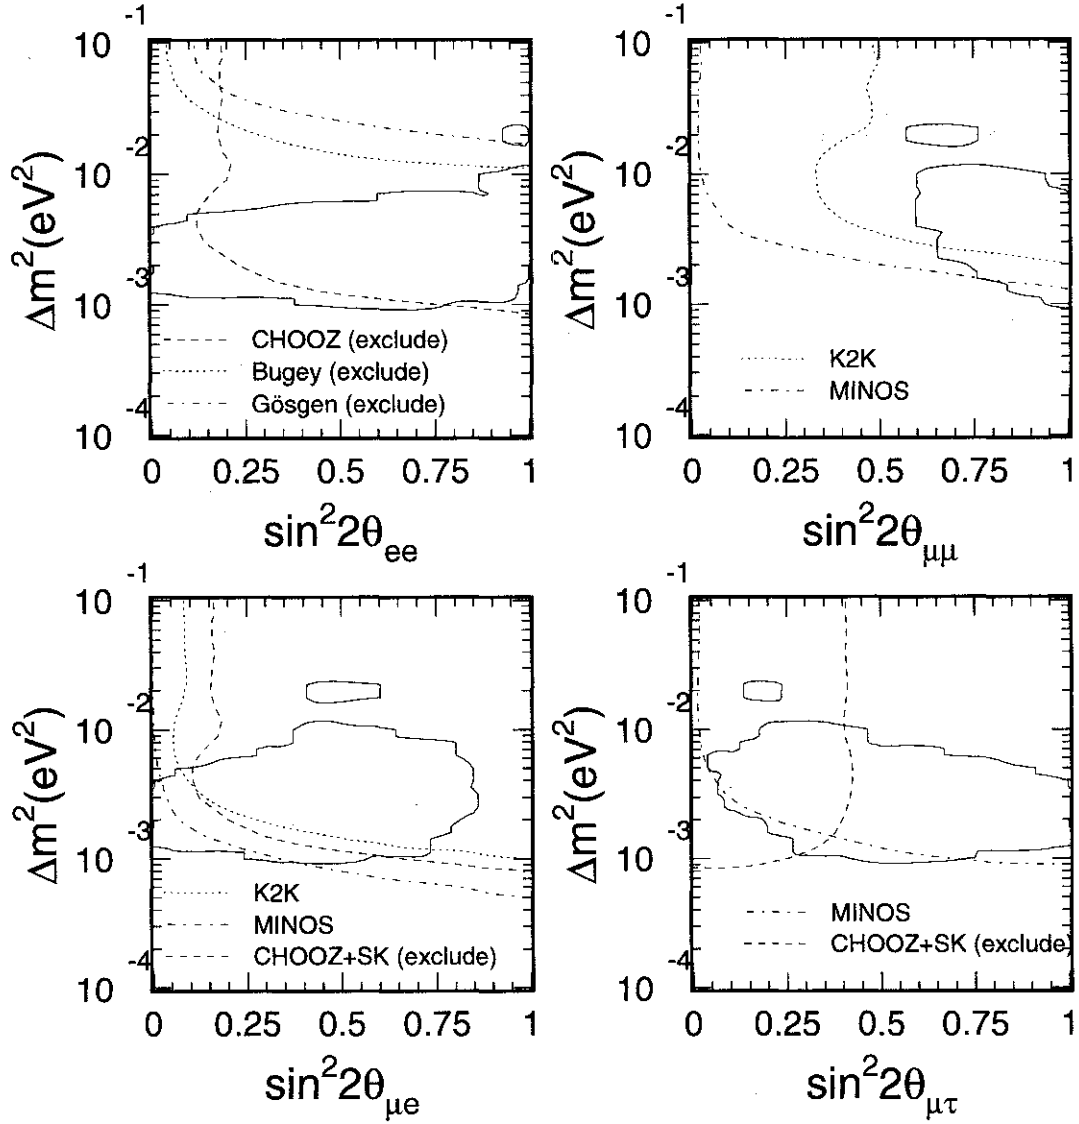 10^-1
10^-2
10^-3
10^-4
Δm²(eV²)
CHOOZ (exclude)
Bugey (exclude)
Gösgen (exclude)
0 0.25 0.5 0.75 1
sin²2θ_ee
10^-1
10^-2
10^-3
10^-4
Δm²(eV²)
K2K
MINOS
0 0.25 0.5 0.75 1
sin²2θ_μμ
10^-1
10^-2
10^-3
10^-4
Δm²(eV²)
K2K
MINOS
CHOOZ+SK (exclude)
0 0.25 0.5 0.75 1
sin²2θ_μe
10^-1
10^-2
10^-3
10^-4
Δm²(eV²)
MINOS
CHOOZ+SK (exclude)
0 0.25 0.5 0.75 1
sin²2θ_μτ